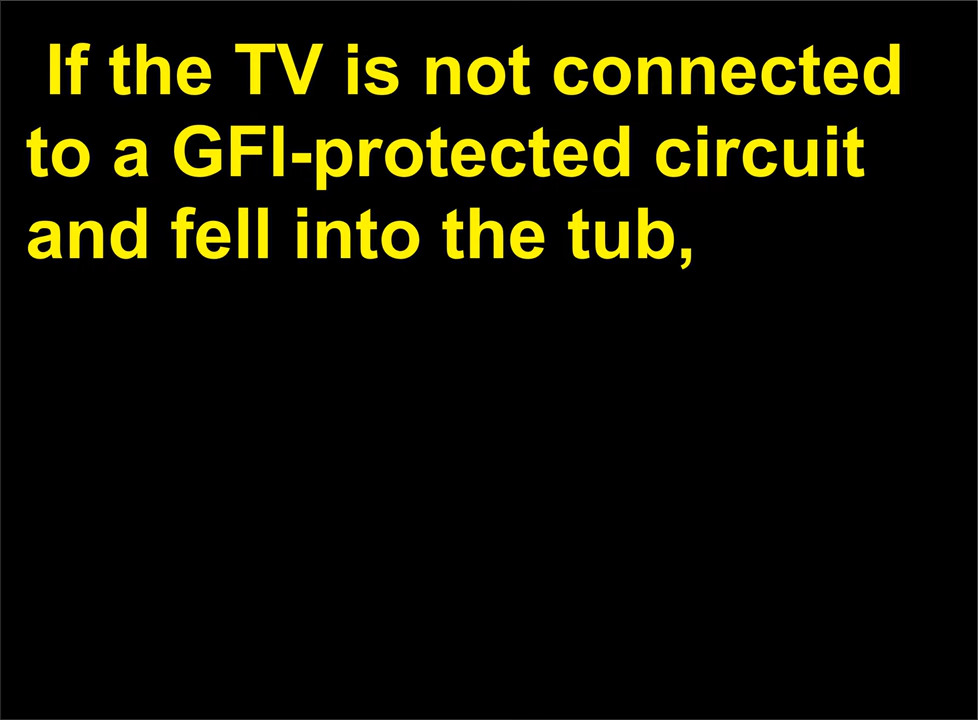 If the TV is not connected
to a GFI-protected circuit
and fell into the tub,